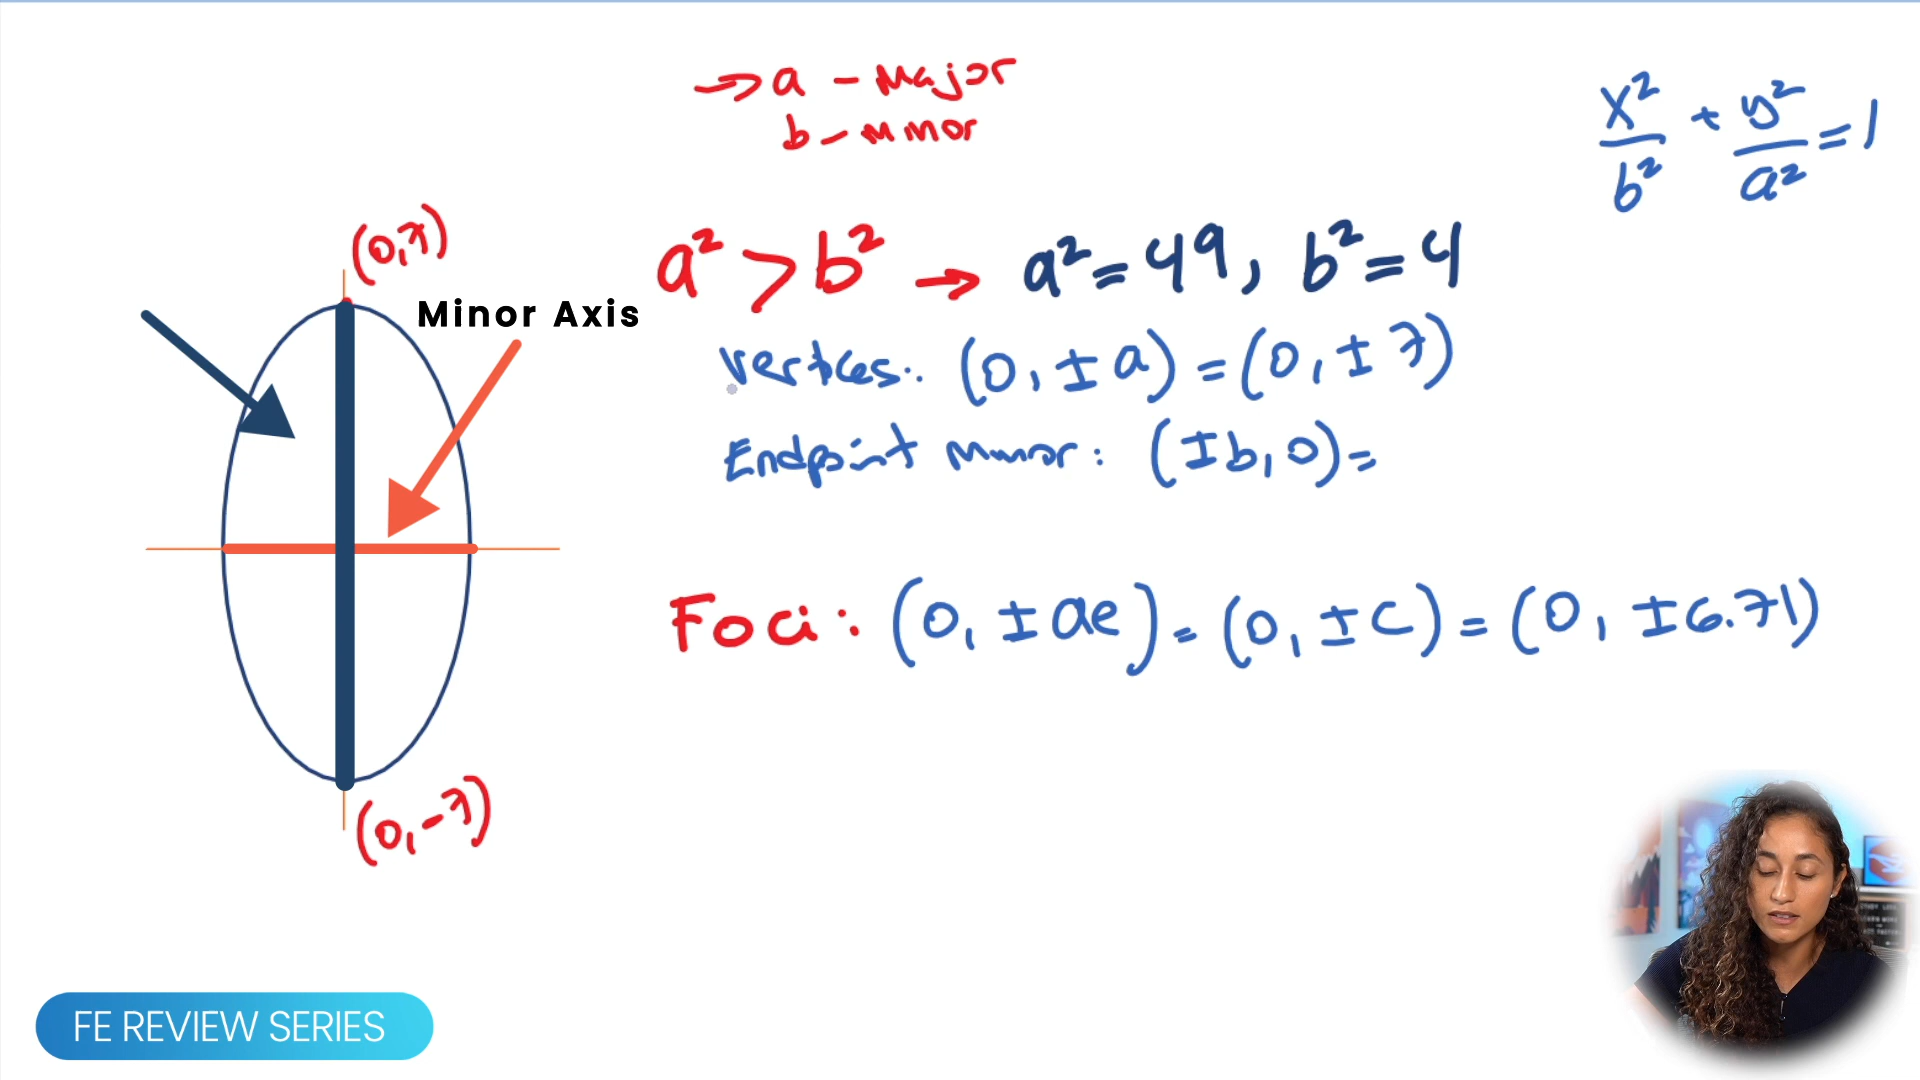 → a - Major
b - minor
x²/b² + y²/a² = 1
(0,7)
Minor Axis
a² > b² → a² = 49, b² = 4
Vertices: (0, ± a) = (0, ± 7)
Endpoint minor: (± b, 0) =
Foci: (0, ± ae) = (0, ± c) = (0, ± 6.71)
(0,-7)
FE REVIEW SERIES